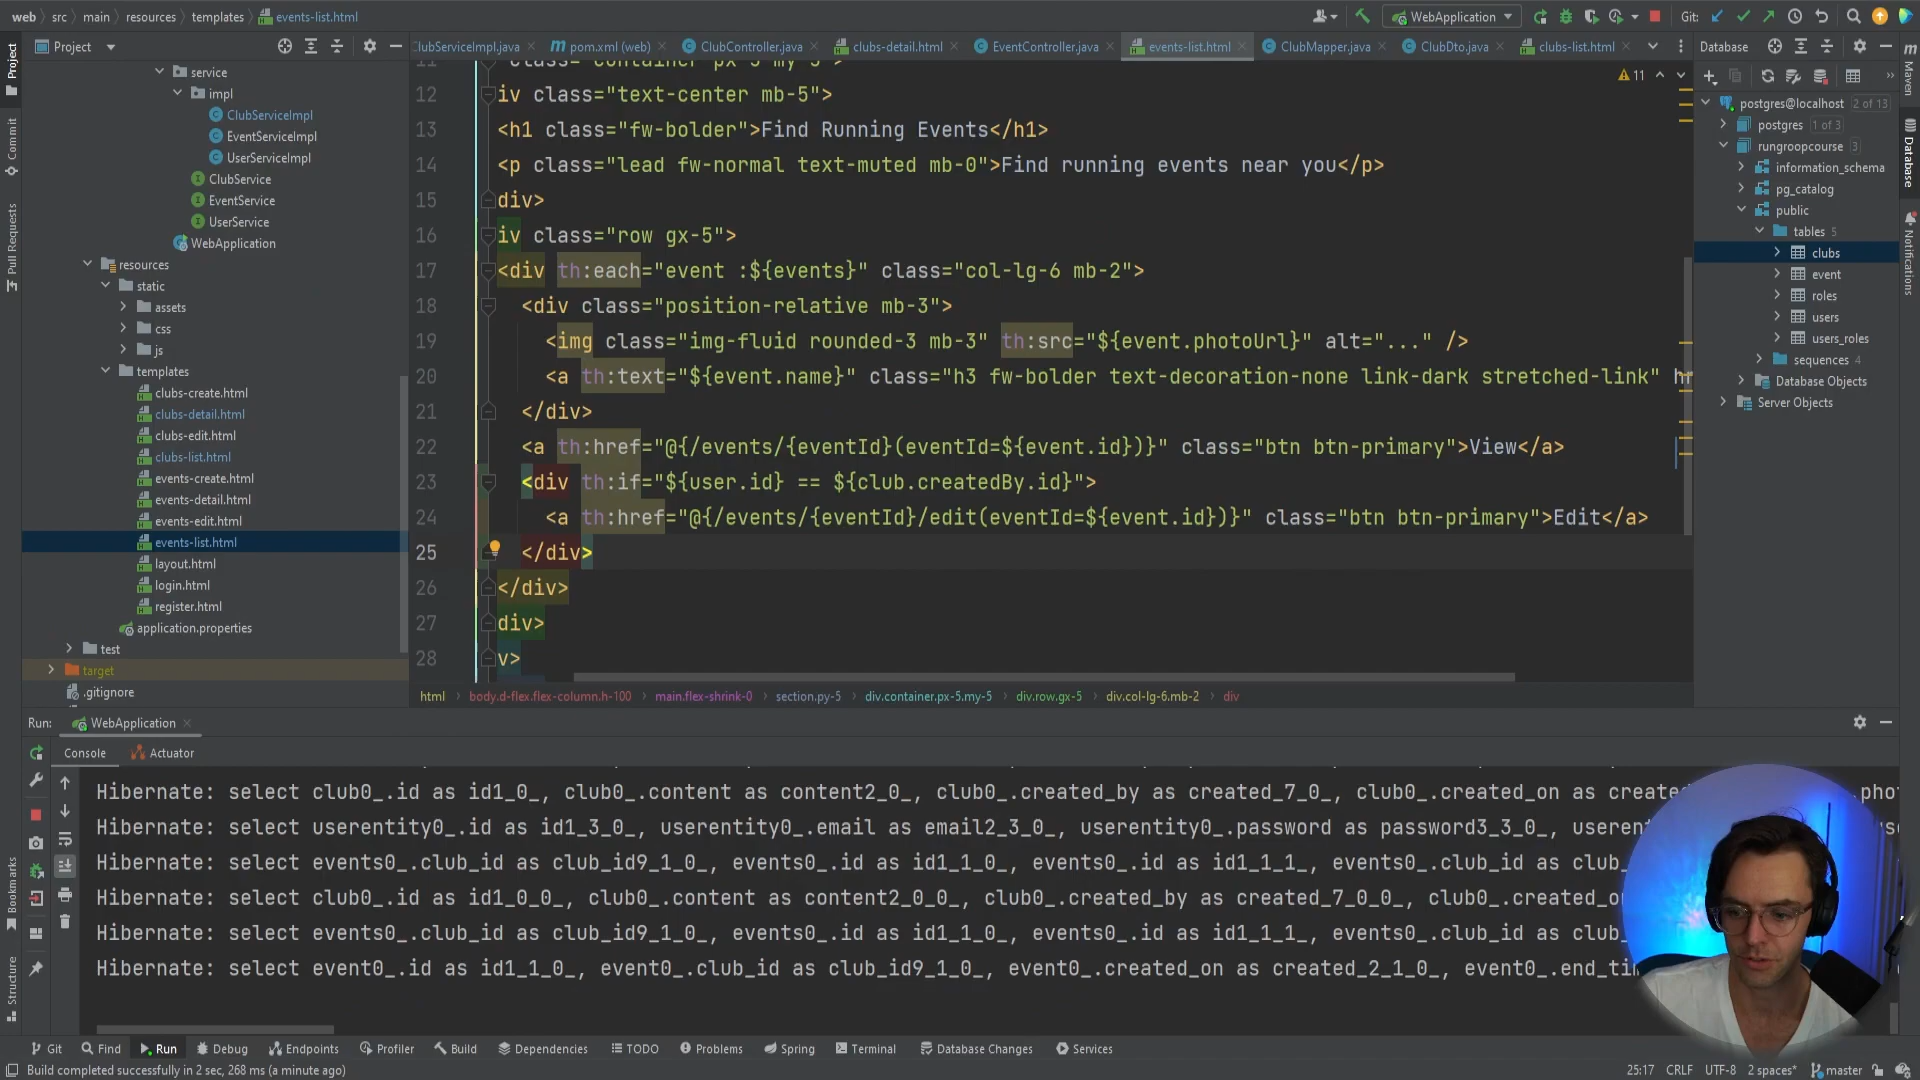 web
src
main
resources
templates
events-list.html
WebApplication
Git:
Project
ClubServiceImpl.java
pom.xml (web)
ClubController.java
clubs-detail.html
EventController.java
events-list.html
ClubMapper.java
ClubDto.java
clubs-list.html
Database
Project
Commit
Pull Requests
Bookmarks
Structure
service
impl
ClubServiceImpl
EventServiceImpl
UserServiceImpl
ClubService
EventService
UserService
WebApplication
resources
static
assets
css
js
templates
clubs-create.html
clubs-detail.html
clubs-edit.html
clubs-list.html
events-create.html
events-detail.html
events-edit.html
events-list.html
layout.html
login.html
register.html
application.properties
test
target
.gitignore
11
12 iv class="text-center mb-5">
13 <h1 class="fw-bolder">Find Running Events</h1>
14 <p class="lead fw-normal text-muted mb-0">Find running events near you</p>
15 div>
16 iv class="row gx-5">
17 <div th:each="event :${events}" class="col-lg-6 mb-2">
18 <div class="position-relative mb-3">
19 <img class="img-fluid rounded-3 mb-3" th:src="${event.photoUrl}" alt="..." />
20 <a th:text="${event.name}" class="h3 fw-bolder text-decoration-none link-dark stretched-link" hr
21 </div>
22 <a th:href="@{/events/{eventId}(eventId=${event.id})}" class="btn btn-primary">View</a>
23 <div th:if="${user.id} == ${club.createdBy.id}">
24 <a th:href="@{/events/{eventId}/edit(eventId=${event.id})}" class="btn btn-primary">Edit</a>
25 </div>
26 </div>
27 div>
28 v>
html
body.d-flex.flex-column.h-100
main.flex-shrink-0
section.py-5
div.container.px-5.my-5
div.row.gx-5
div.col-lg-6.mb-2
div
postgres@localhost 2 of 13
postgres 1 of 3
rungroopcourse 3
information_schema
pg_catalog
public
tables 5
clubs
event
roles
users
users_roles
sequences 4
Database Objects
Server Objects
Maven
Database
Notifications
Run:
WebApplication
Console
Actuator
Hibernate: select club0_.id as id1_0_, club0_.content as content2_0_, club0_.created_by as created_7_0_, club0_.created_on as create
Hibernate: select userentity0_.id as id1_3_0_, userentity0_.email as email2_3_0_, userentity0_.password as password3_3_0_, userent
Hibernate: select events0_.club_id as club_id9_1_0_, events0_.id as id1_1_0_, events0_.id as id1_1_1_, events0_.club_id as club_
Hibernate: select club0_.id as id1_0_0_, club0_.content as content2_0_0_, club0_.created_by as created_7_0_0_, club0_.created_o
Hibernate: select events0_.club_id as club_id9_1_0_, events0_.id as id1_1_0_, events0_.id as id1_1_1_, events0_.club_id as club_
Hibernate: select event0_.id as id1_1_0_, event0_.club_id as club_id9_1_0_, event0_.created_on as created_2_1_0_, event0_.end_ti
Git
Find
Run
Debug
Endpoints
Profiler
Build
Dependencies
TODO
Problems
Spring
Terminal
Database Changes
Services
Build completed successfully in 2 sec, 268 ms (a minute ago)
25:17
CRLF
UTF-8
2 spaces*
master